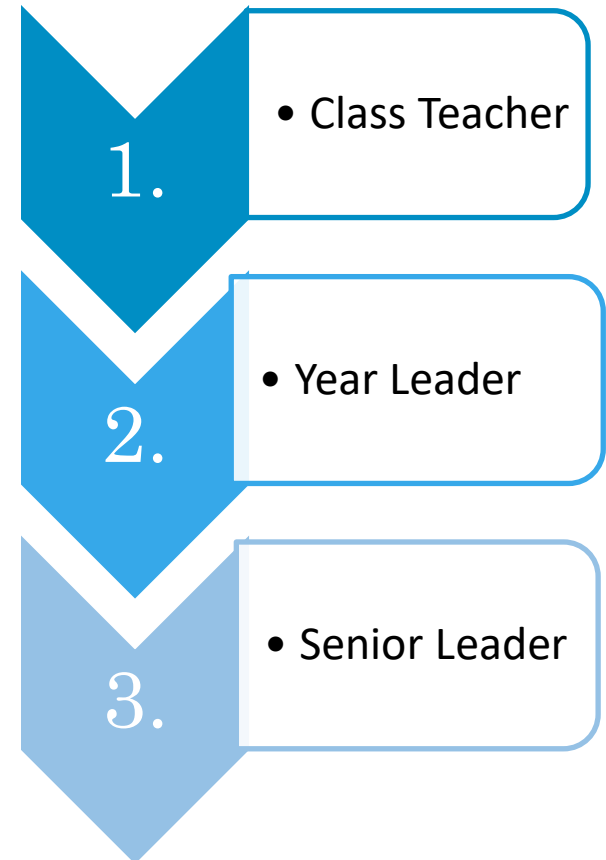 1.
• Class Teacher
2.
• Year Leader
3.
• Senior Leader